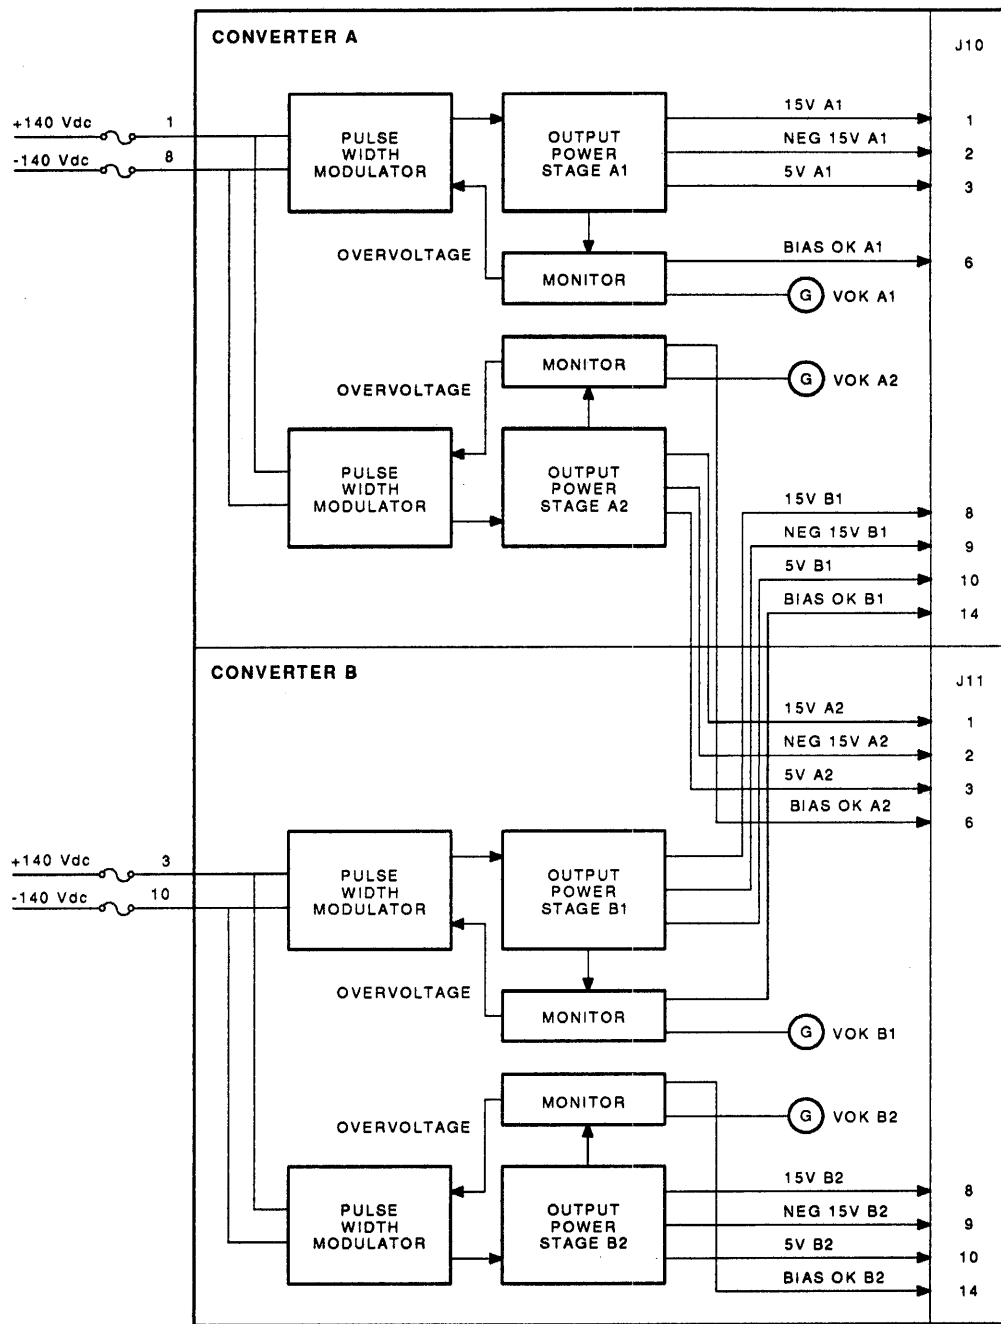 CONVERTER A
J10
+140 Vdc
1
-140 Vdc
8
PULSE
WIDTH
MODULATOR
OUTPUT
POWER
STAGE A1
15V A1
1
NEG 15V A1
2
5V A1
3
OVERVOLTAGE
MONITOR
BIAS OK A1
6
G
VOK A1
OVERVOLTAGE
MONITOR
G
VOK A2
PULSE
WIDTH
MODULATOR
OUTPUT
POWER
STAGE A2
15V B1
8
NEG 15V B1
9
5V B1
10
BIAS OK B1
14
CONVERTER B
J11
15V A2
1
NEG 15V A2
2
5V A2
3
BIAS OK A2
6
+140 Vdc
3
-140 Vdc
10
PULSE
WIDTH
MODULATOR
OUTPUT
POWER
STAGE B1
OVERVOLTAGE
MONITOR
G
VOK B1
OVERVOLTAGE
MONITOR
G
VOK B2
PULSE
WIDTH
MODULATOR
OUTPUT
POWER
STAGE B2
15V B2
8
NEG 15V B2
9
5V B2
10
BIAS OK B2
14